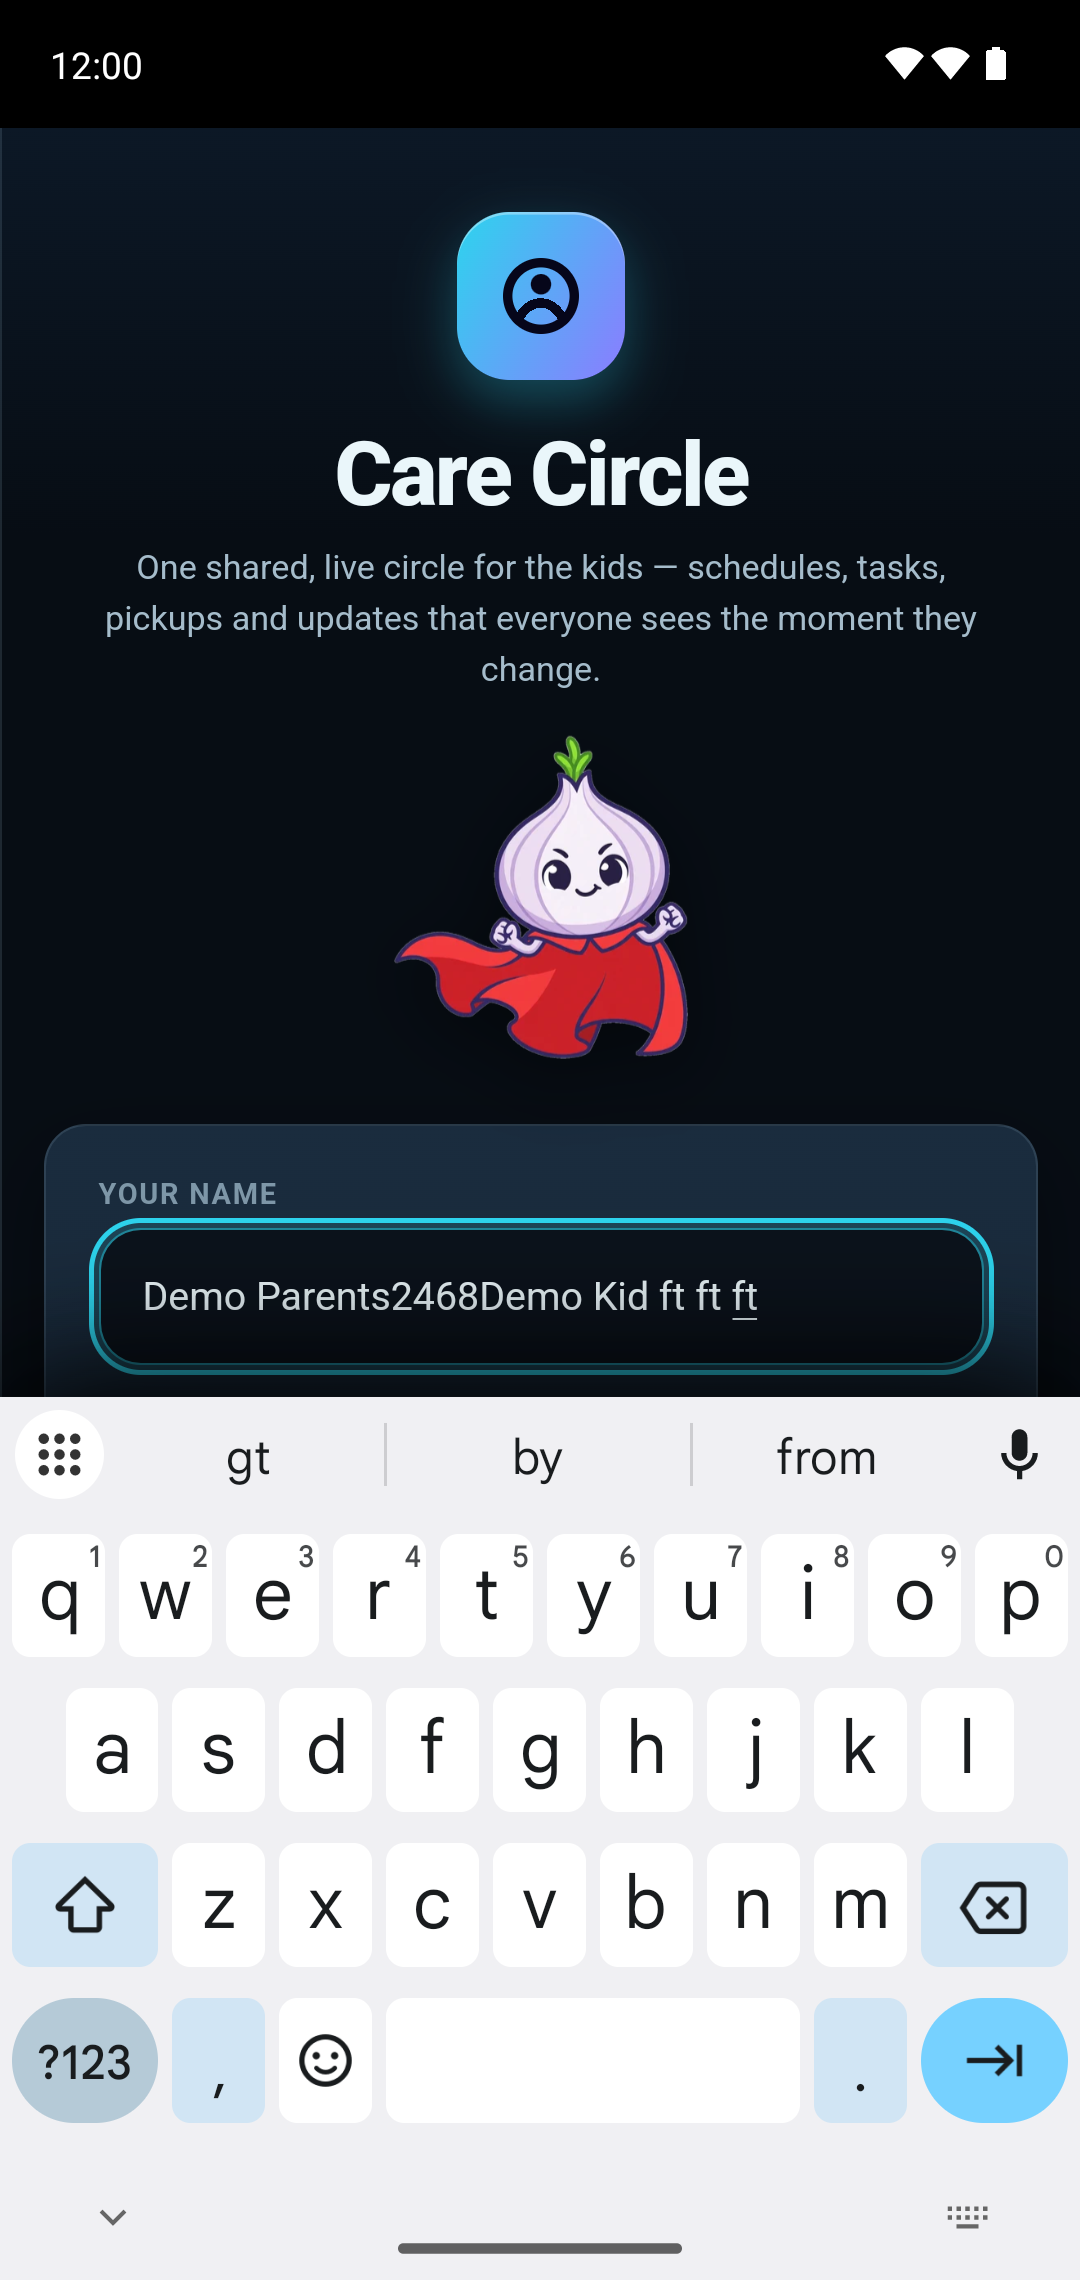 12:00
Care Circle
One shared, live circle for the kids — schedules, tasks,
pickups and updates that everyone sees the moment they
change.
YOUR NAME
Demo Parents2468Demo Kid ft ft ft
gt by from
1 2 3 4 5 6 7 8 9 0
q w e r t y u i o p
a s d f g h j k l
z x c v b n m
?123 , .